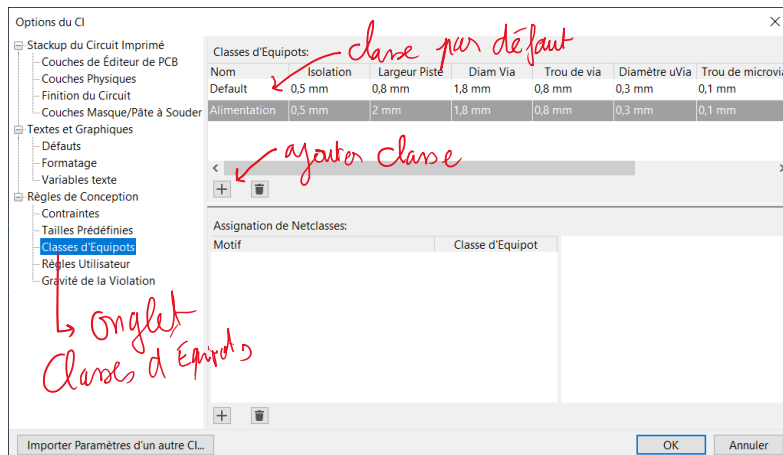 Options du CI
Stackup du Circuit Imprimé
Couches de Éditeur de PCB
Couches Physiques
Finition du Circuit
Couches Masque/Pâte à Souder
Textes et Graphiques
Défauts
Formatage
Variables texte
Règles de Conception
Contraintes
Tailles Prédéfinies
Classes d'Equipots
Règles Utilisateur
Gravité de la Violation
onglet
Classes d'Equipots
Classes d'Equipots:
classe par défaut
Nom Isolation Largeur Piste Diam Via Trou de via Diamètre uVia Trou de microvia
Default 0,5 mm 0,8 mm 1,8 mm 0,8 mm 0,3 mm 0,1 mm
Alimentation 0,5 mm 2 mm 1,8 mm 0,8 mm 0,3 mm 0,1 mm
ajouter classe
Assignation de Netclasses:
Motif Classe d'Equipot
Importer Paramètres d'un autre CI...
OK Annuler